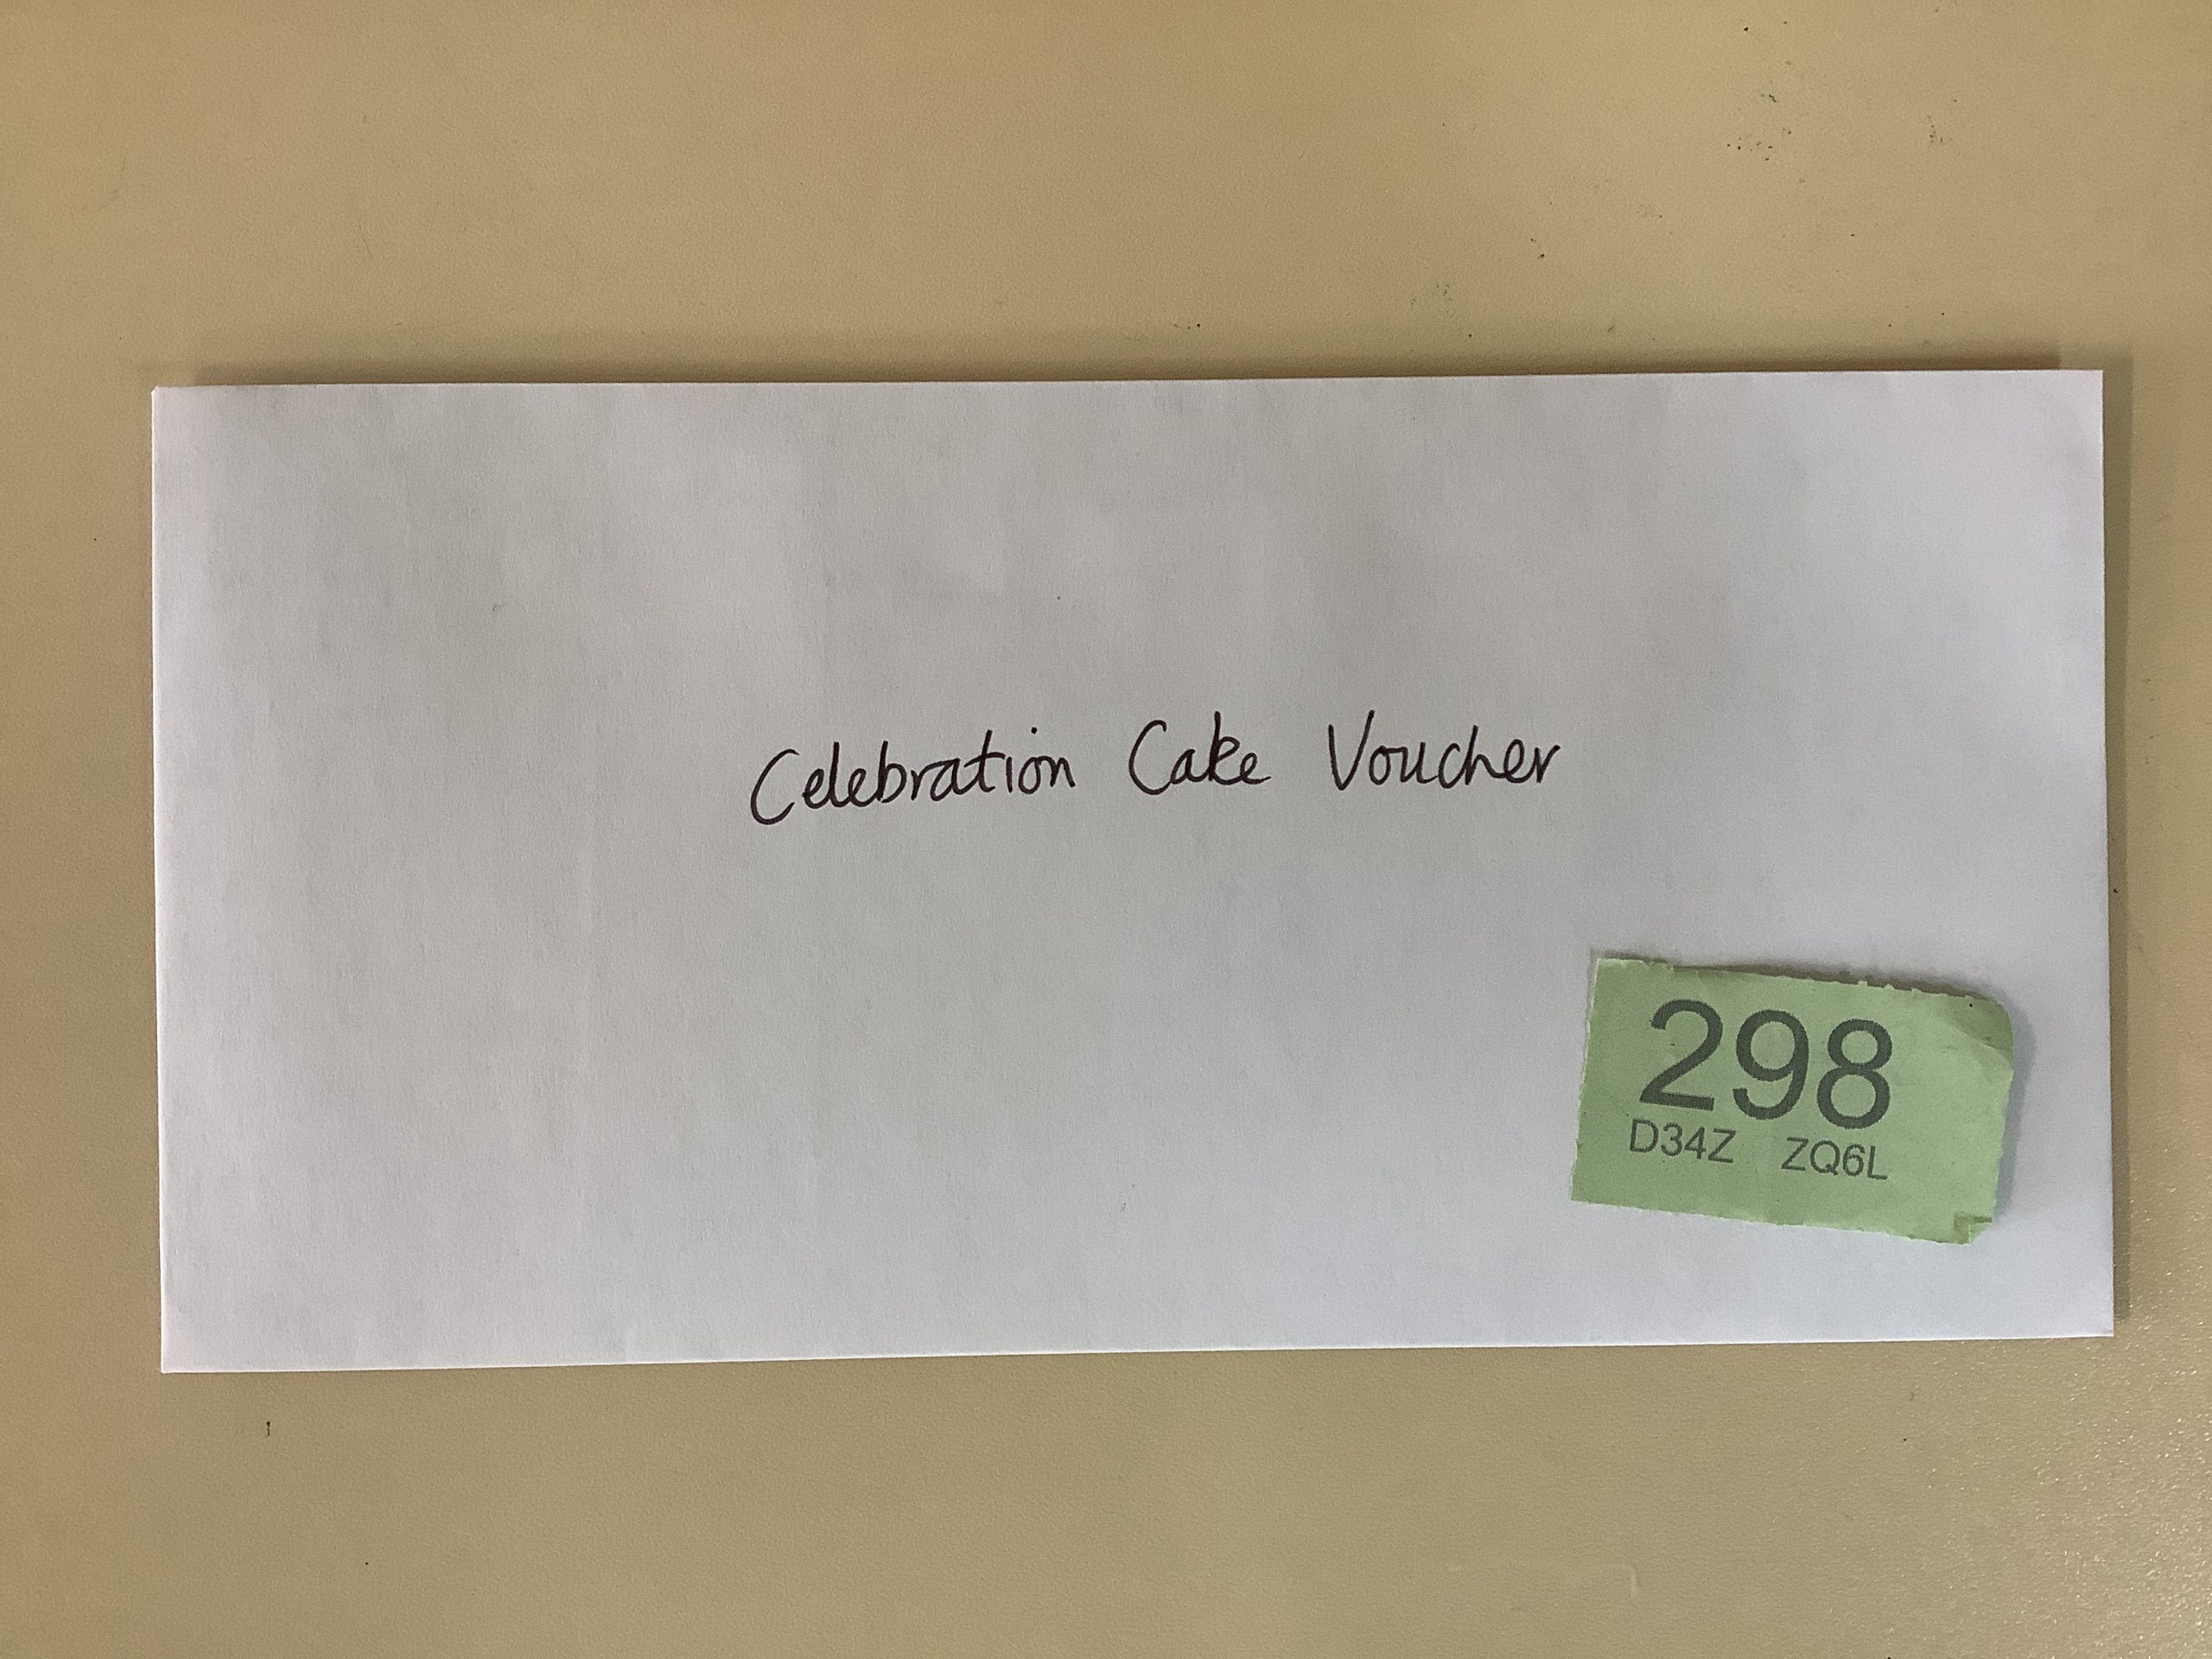 Celebration Cake Voucher
298
D34Z ZQ6L